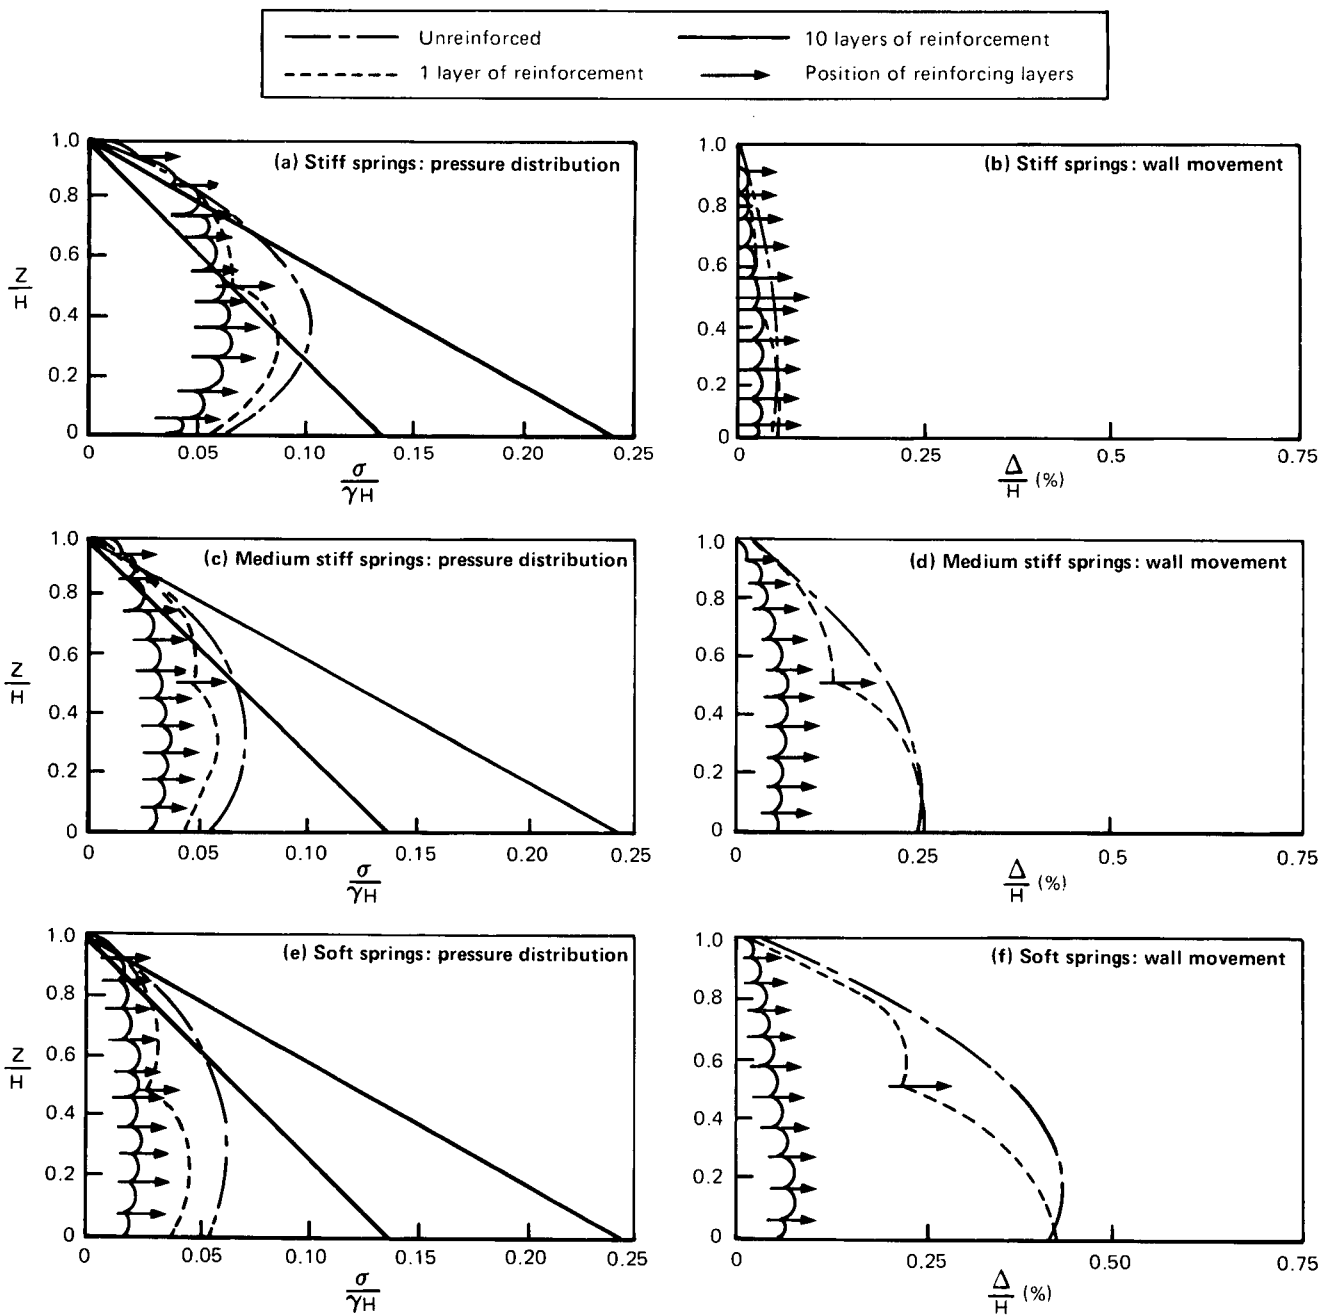 Unreinforced
10 layers of reinforcement
1 layer of reinforcement
Position of reinforcing layers
(a) Stiff springs: pressure distribution
1.0
0.8
0.6
0.4
0.2
0
Z
H
0 0.05 0.10 0.15 0.20 0.25
σ
γH
(b) Stiff springs: wall movement
1.0
0.8
0.6
0.4
0.2
0
0 0.25 0.5 0.75
Δ
H (%)
(c) Medium stiff springs: pressure distribution
1.0
0.8
0.6
0.4
0.2
0
Z
H
0 0.05 0.10 0.15 0.20 0.25
σ
γH
(d) Medium stiff springs: wall movement
1.0
0.8
0.6
0.4
0.2
0
0 0.25 0.5 0.75
Δ
H (%)
(e) Soft springs: pressure distribution
1.0
0.8
0.6
0.4
0.2
0
Z
H
0 0.05 0.10 0.15 0.20 0.25
σ
γH
(f) Soft springs: wall movement
1.0
0.8
0.6
0.4
0.2
0
0 0.25 0.50 0.75
Δ
H (%)